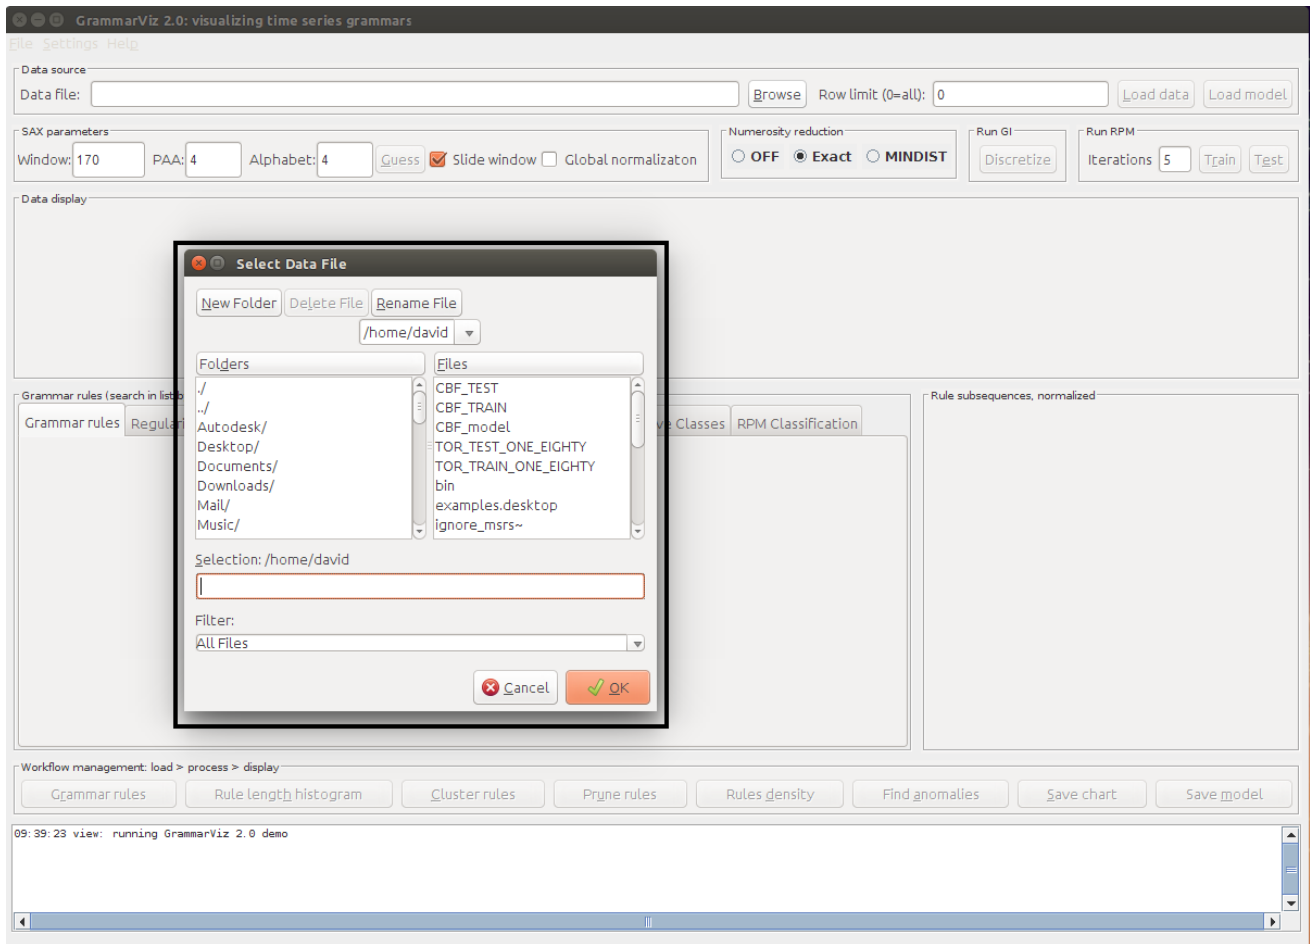 GrammarViz 2.0: visualizing time series grammars
File Settings Help
Data source
Data file: Browse Row limit (0=all): 0 Load data Load model
SAX parameters Numerosity reduction Run GI Run RPM
Window: 170 PAA: 4 Alphabet: 4 Guess Slide window Global normalizaton OFF Exact MINDIST Discretize Iterations 5 Train Test
Data display
Select Data File
New Folder Delete File Rename File
/home/david
Folders Files
./ CBF_TEST
../ CBF_TRAIN
Autodesk/ CBF_model
Desktop/ TOR_TEST_ONE_EIGHTY
Documents/ TOR_TRAIN_ONE_EIGHTY
Downloads/ bin
Mail/ examples.desktop
Music/ ignore_msrs~
Selection: /home/david
Filter:
All Files
Cancel OK
Grammar rules (search in list Rule subsequences, normalized
Grammar rules Classes RPM Classification
Workflow management: load > process > display
Grammar rules Rule length histogram Cluster rules Prune rules Rules density Find anomalies Save chart Save model
09:39:23 view: running GrammarViz 2.0 demo